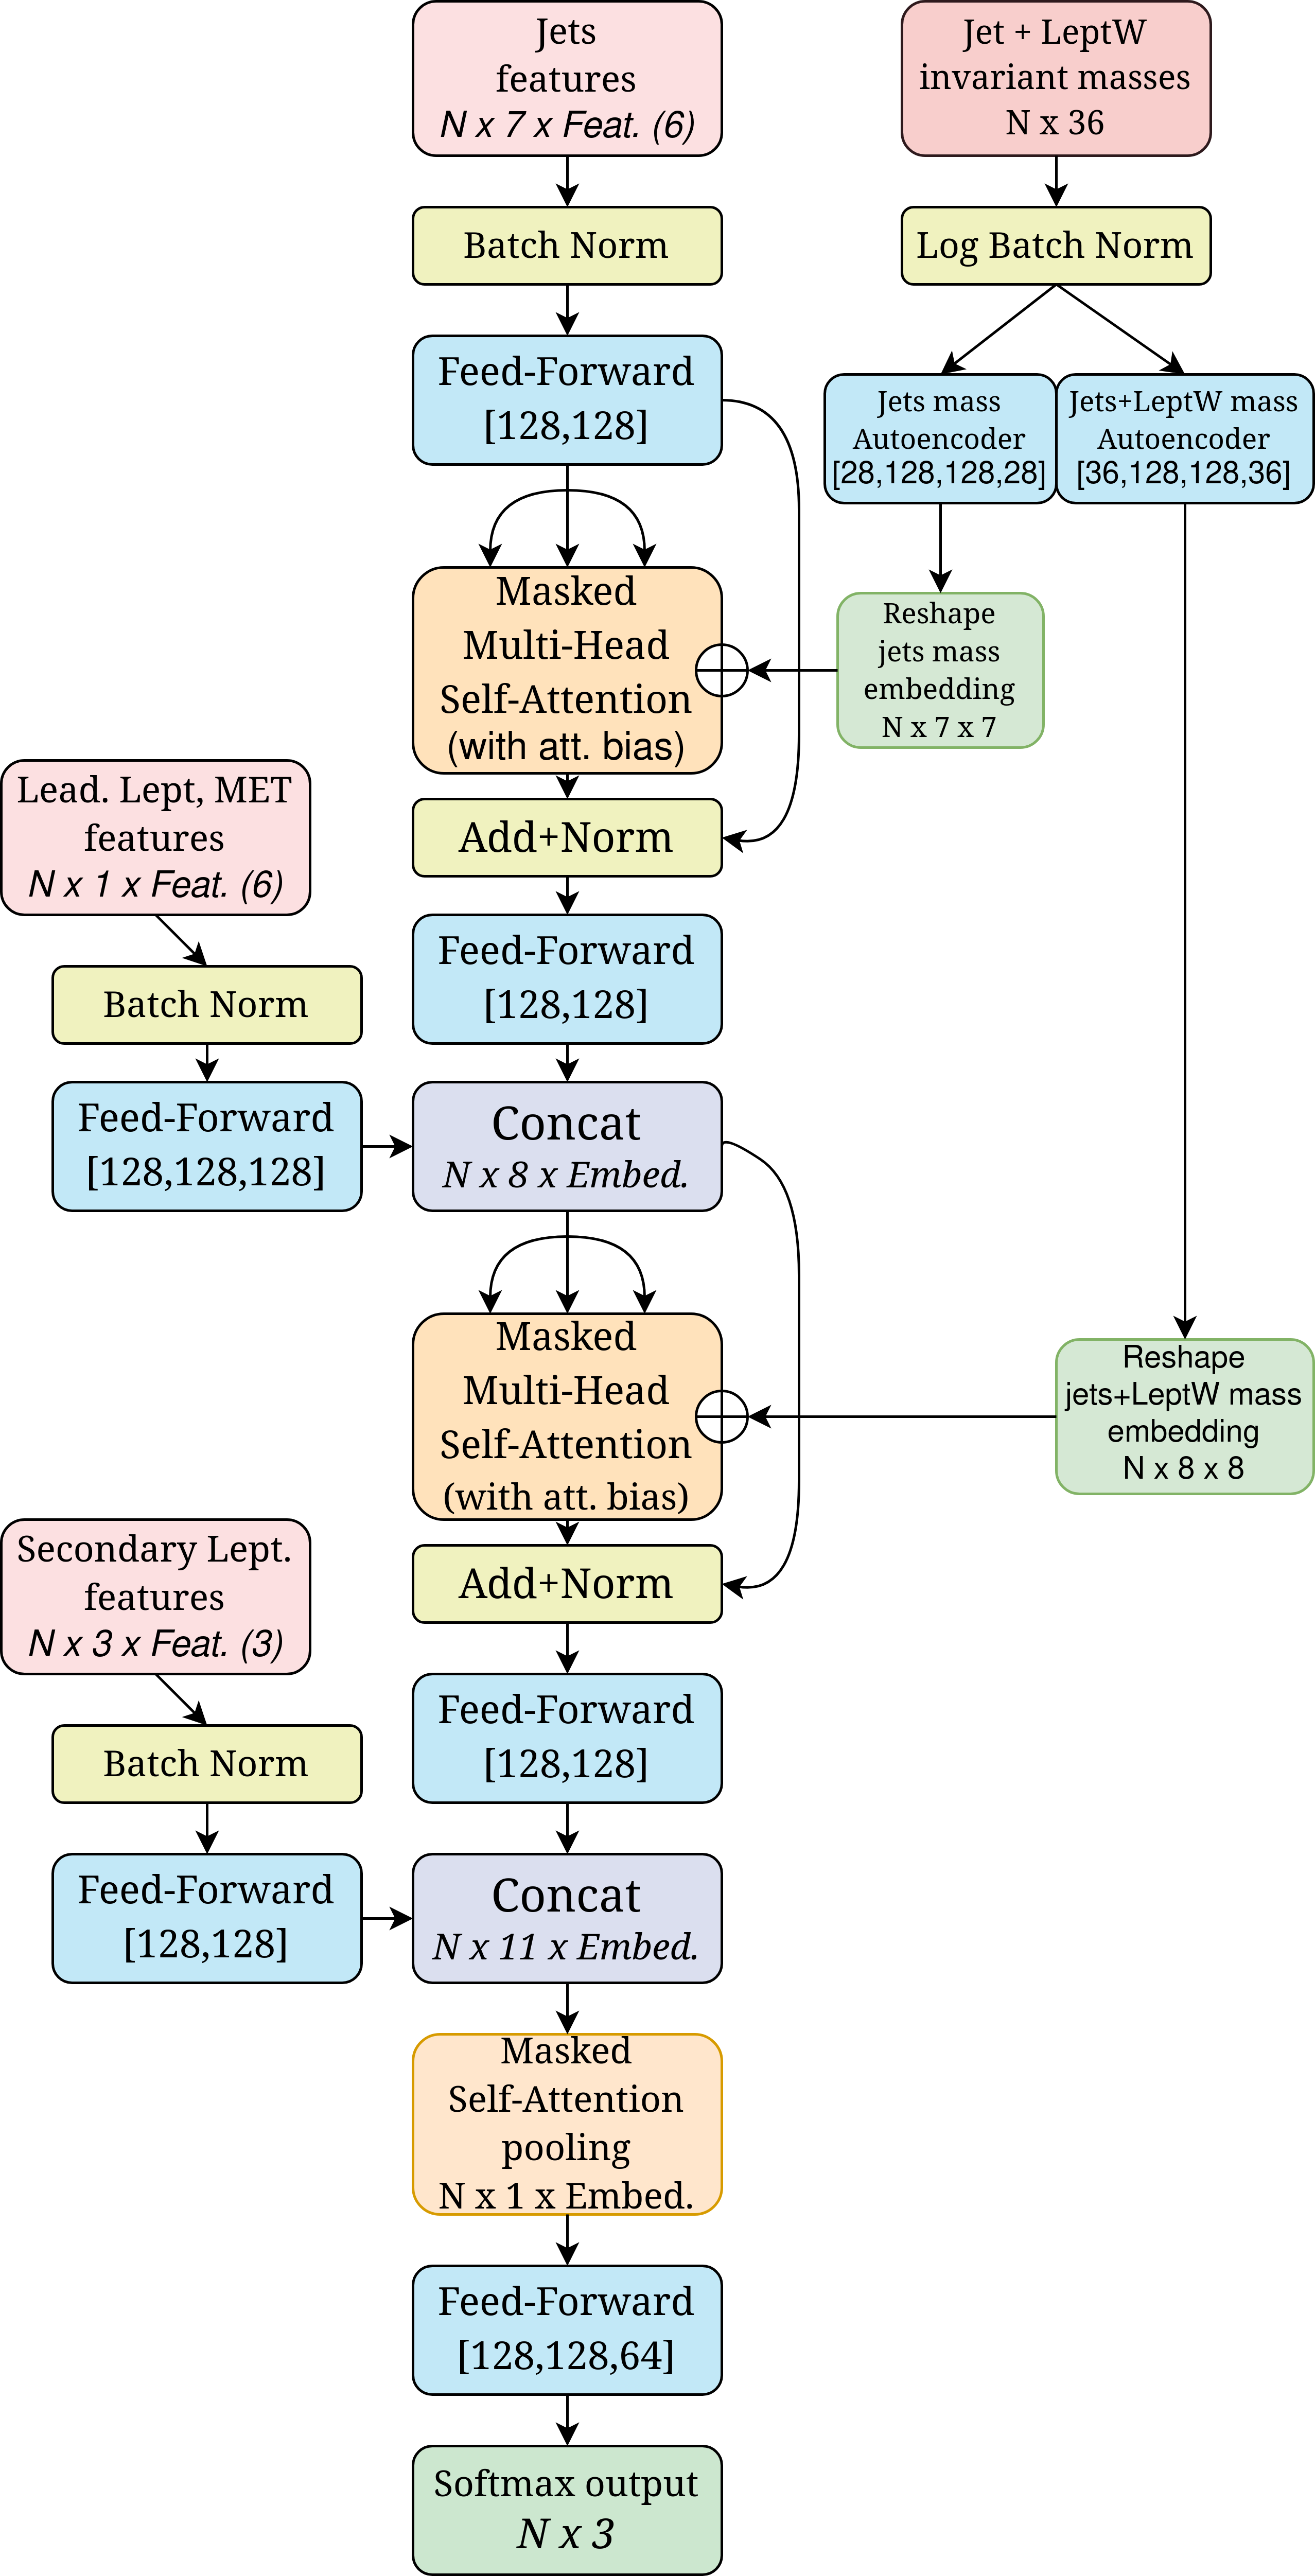 Jets
features
N x 7 x Feat. (6)
Jet + LeptW
invariant masses
N x 36
Batch Norm
Log Batch Norm
Feed-Forward
[128,128]
Jets mass
Autoencoder
[28,128,128,28]
Jets+LeptW mass
Autoencoder
[36,128,128,36]
Masked
Multi-Head
Self-Attention
(with att. bias)
Reshape
jets mass
embedding
N x 7 x 7
Add+Norm
Lead. Lept, MET
features
N x 1 x Feat. (6)
Batch Norm
Feed-Forward
[128,128]
Feed-Forward
[128,128,128]
Concat
N x 8 x Embed.
Masked
Multi-Head
Self-Attention
(with att. bias)
Reshape
jets+LeptW mass
embedding
N x 8 x 8
Add+Norm
Secondary Lept.
features
N x 3 x Feat. (3)
Batch Norm
Feed-Forward
[128,128]
Feed-Forward
[128,128]
Concat
N x 11 x Embed.
Masked
Self-Attention
pooling
N x 1 x Embed.
Feed-Forward
[128,128,64]
Softmax output
N x 3